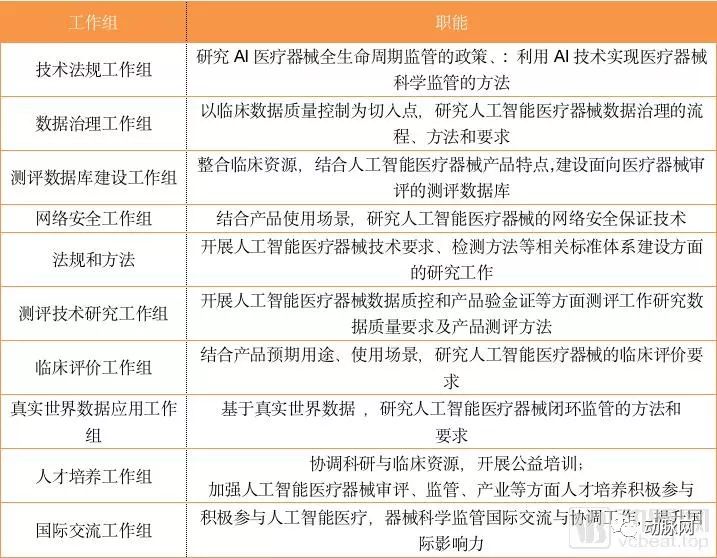 工作组
职能
技术法规工作组
研究 AI 医疗器械全生命周期监管的政策、：利用 AI 技术实现医疗器械
科学监管的方法
数据治理工作组
以临床数据质量控制为切入点，研究人工智能医疗器械数据治理的流
程、方法和要求
测评数据库建设工作组
整合临床资源，结合人工智能医疗器械产品特点,建设面向医疗器械审
评的测评数据库
网络安全工作组
结合产品使用场景，研究人工智能医疗器械的网络安全保证技术
法规和方法
开展人工智能医疗器械技术要求、检测方法等相关标准体系建设方面
的研究工作
测评技术研究工作组
开展人工智能医疗器械数据质控和产品验金证等方面测评工作研究数
据质量要求及产品测评方法
临床评价工作组
结合产品预期用途、使用场景，研究人工智能医疗器械的临床评价要
求
真实世界数据应用工作
组
基于真实世界数据 ，研究人工智能医疗器械闭环监管的方法和
要求
人才培养工作组
协调科研与临床资源，开展公益培训；
加强人工智能医疗器械审评、监管、产业等方面人才培养积极参与
国际交流工作组
积极参与人工智能医疗，器械科学监管国际交流与协调工作，
际影响力
动脉网
vcbeat.top